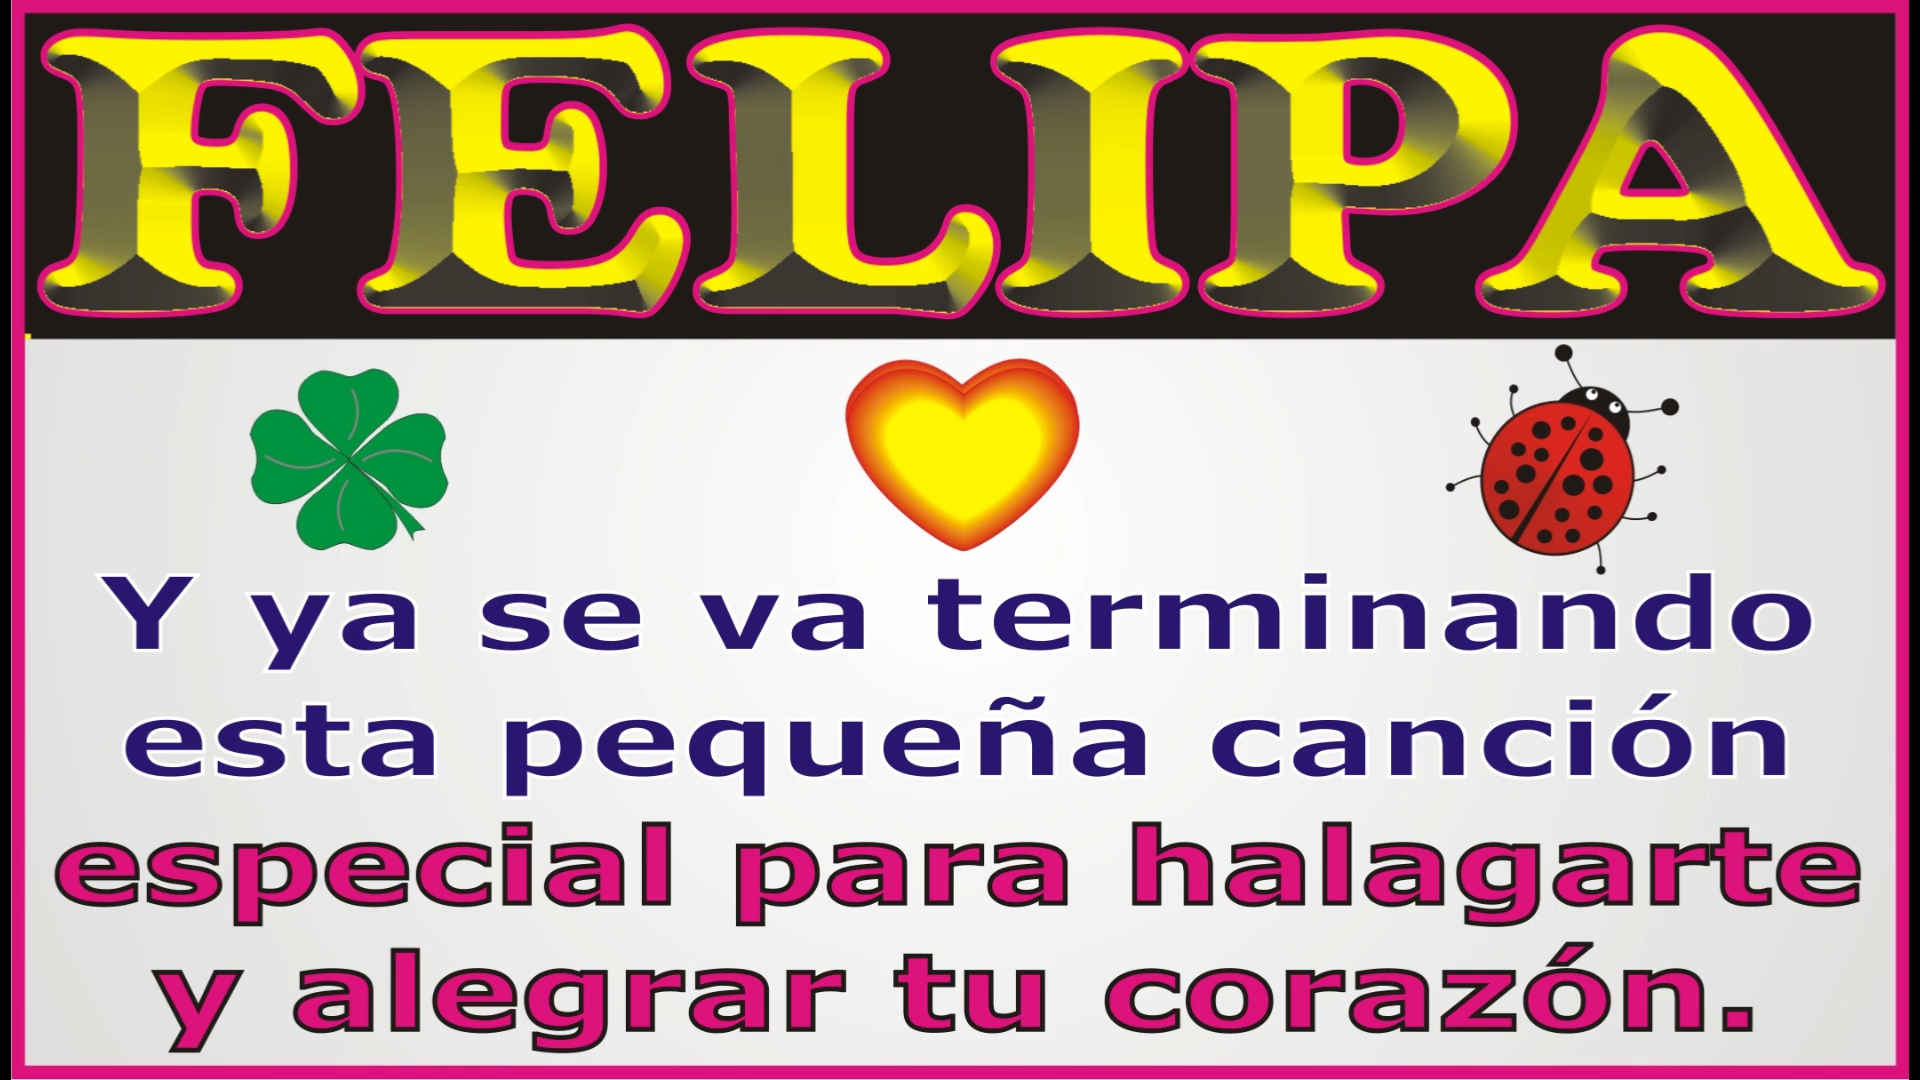 FELIPA
Y ya se va terminando
esta pequeña canción
especial para halagarte
y alegrar tu corazón.